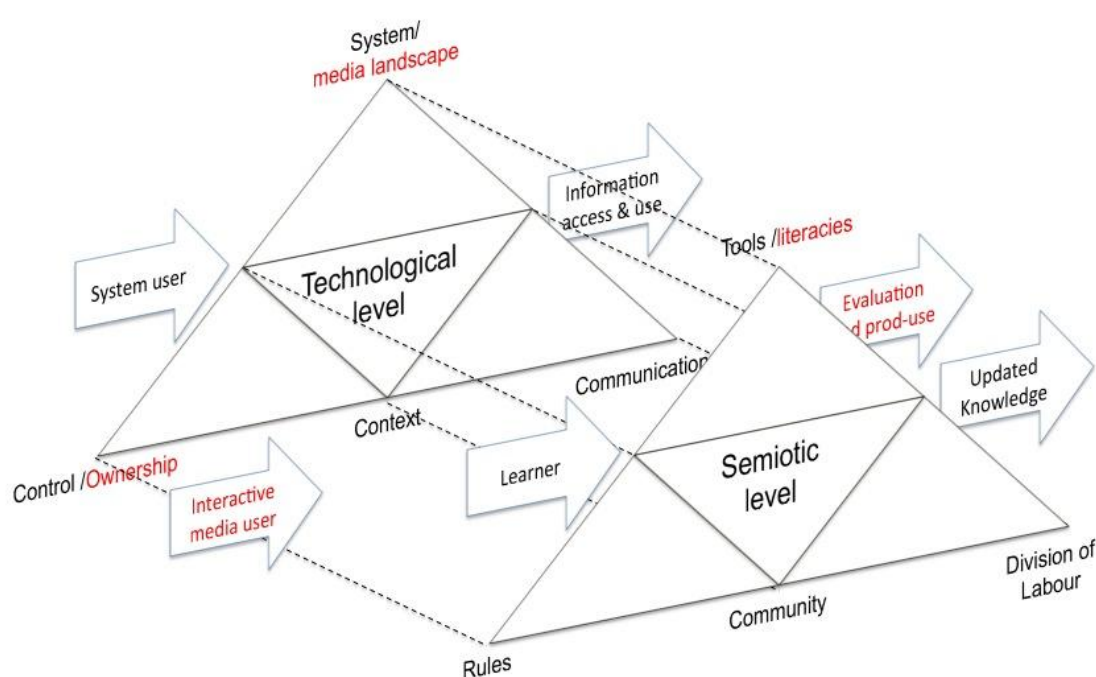 System/
media landscape
Information
access & use
Tools /literacies
System user
Technological
level
Evaluation
d prod-use
Updated
Knowledge
Communication
Context
Learner
Semiotic
level
Control /Ownership
Interactive
media user
Division of
Labour
Community
Rules